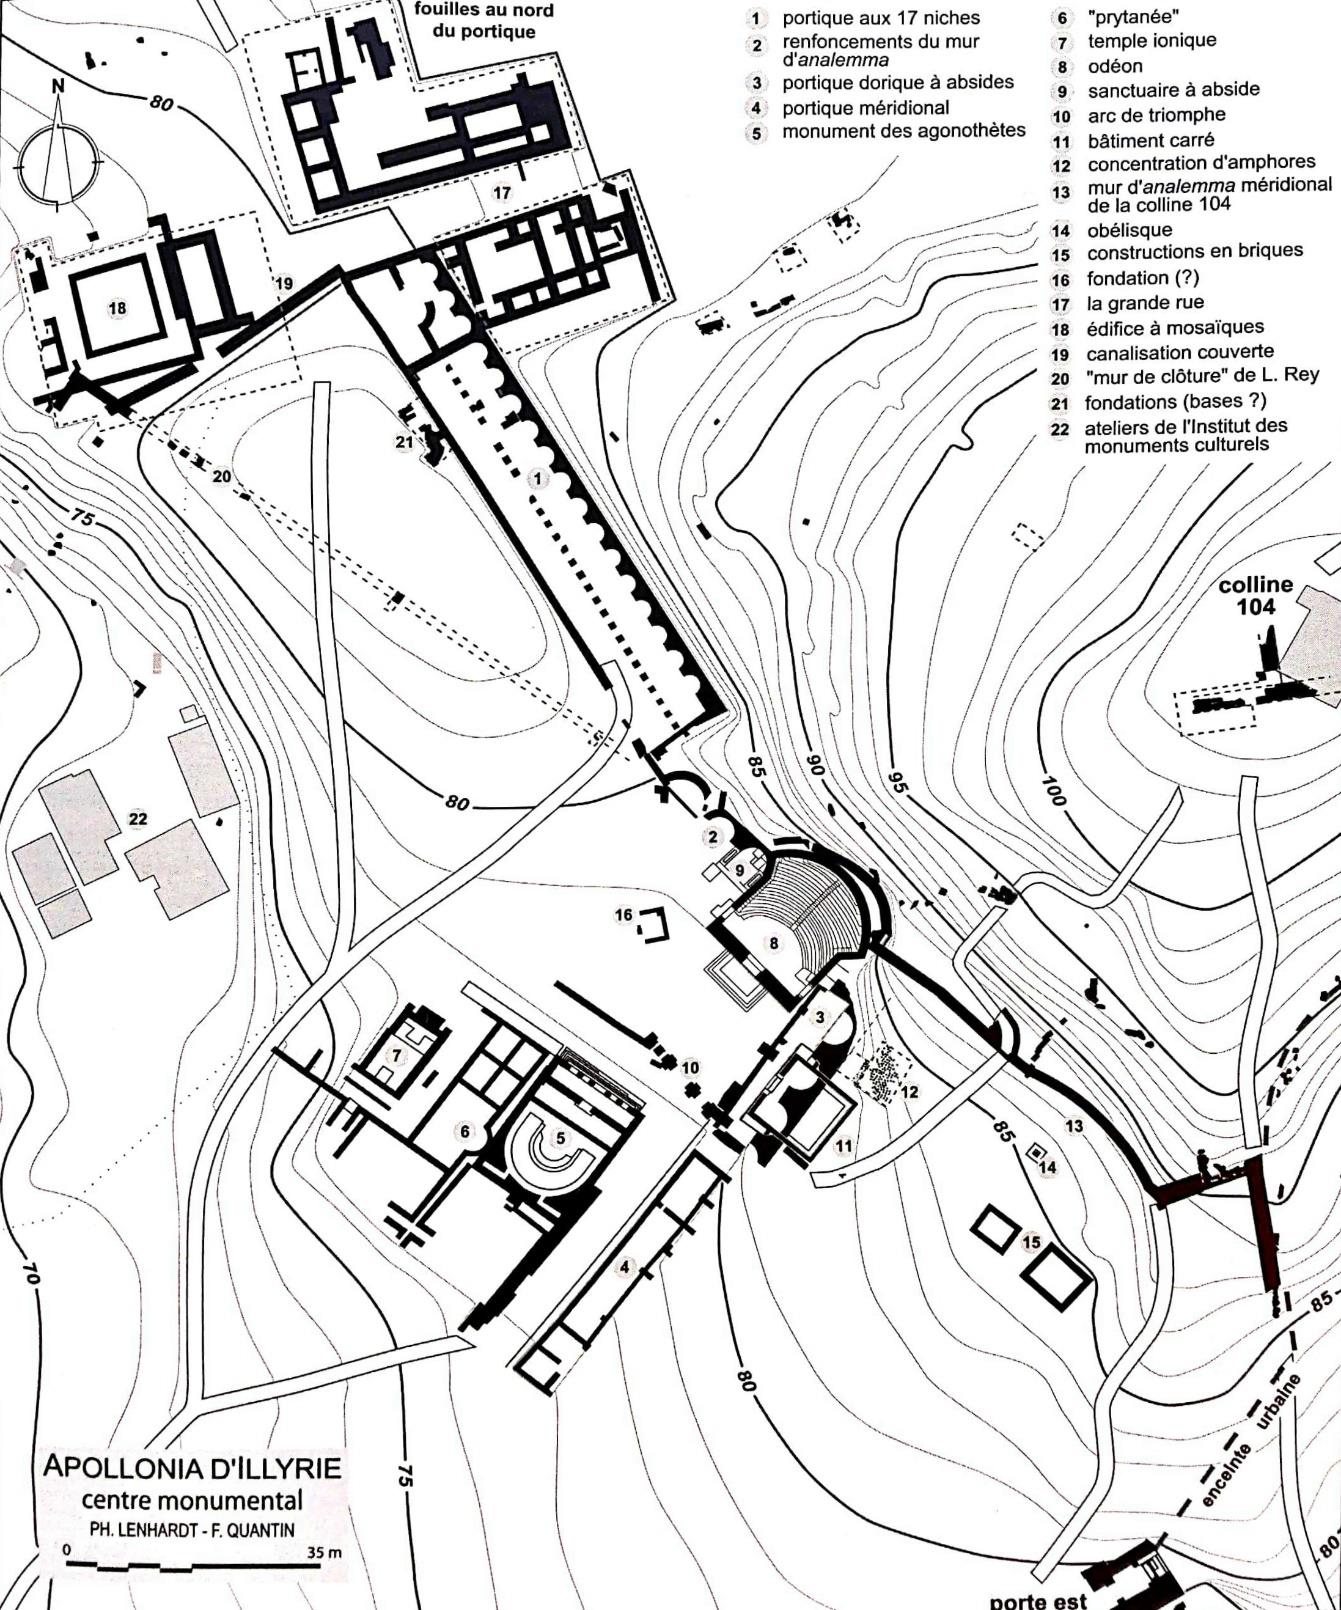 fouilles au nord
du portique
1 portique aux 17 niches
2 renfoncements du mur
d'analemma
3 portique dorique à absides
4 portique méridional
5 monument des agonothètes
6 "prytanée"
7 temple ionique
8 odéon
9 sanctuaire à abside
10 arc de triomphe
11 bâtiment carré
12 concentration d'amphores
13 mur d'analemma méridional
de la colline 104
14 obélisque
15 constructions en briques
16 fondation (?)
17 la grande rue
18 édifice à mosaïques
19 canalisation couverte
20 "mur de clôture" de L. Rey
21 fondations (bases ?)
22 ateliers de l'Institut des
monuments culturels
N
80
17
19
18
21
20
1
75
colline
104
85
90
95
100
80
22
2
9
16
8
3
7
10
12
6
5
11
13
85
14
15
4
70
80
85
enceinte urbaine
75
80
porte est
APOLLONIA D'ILLYRIE
centre monumental
PH. LENHARDT - F. QUANTIN
0 35 m